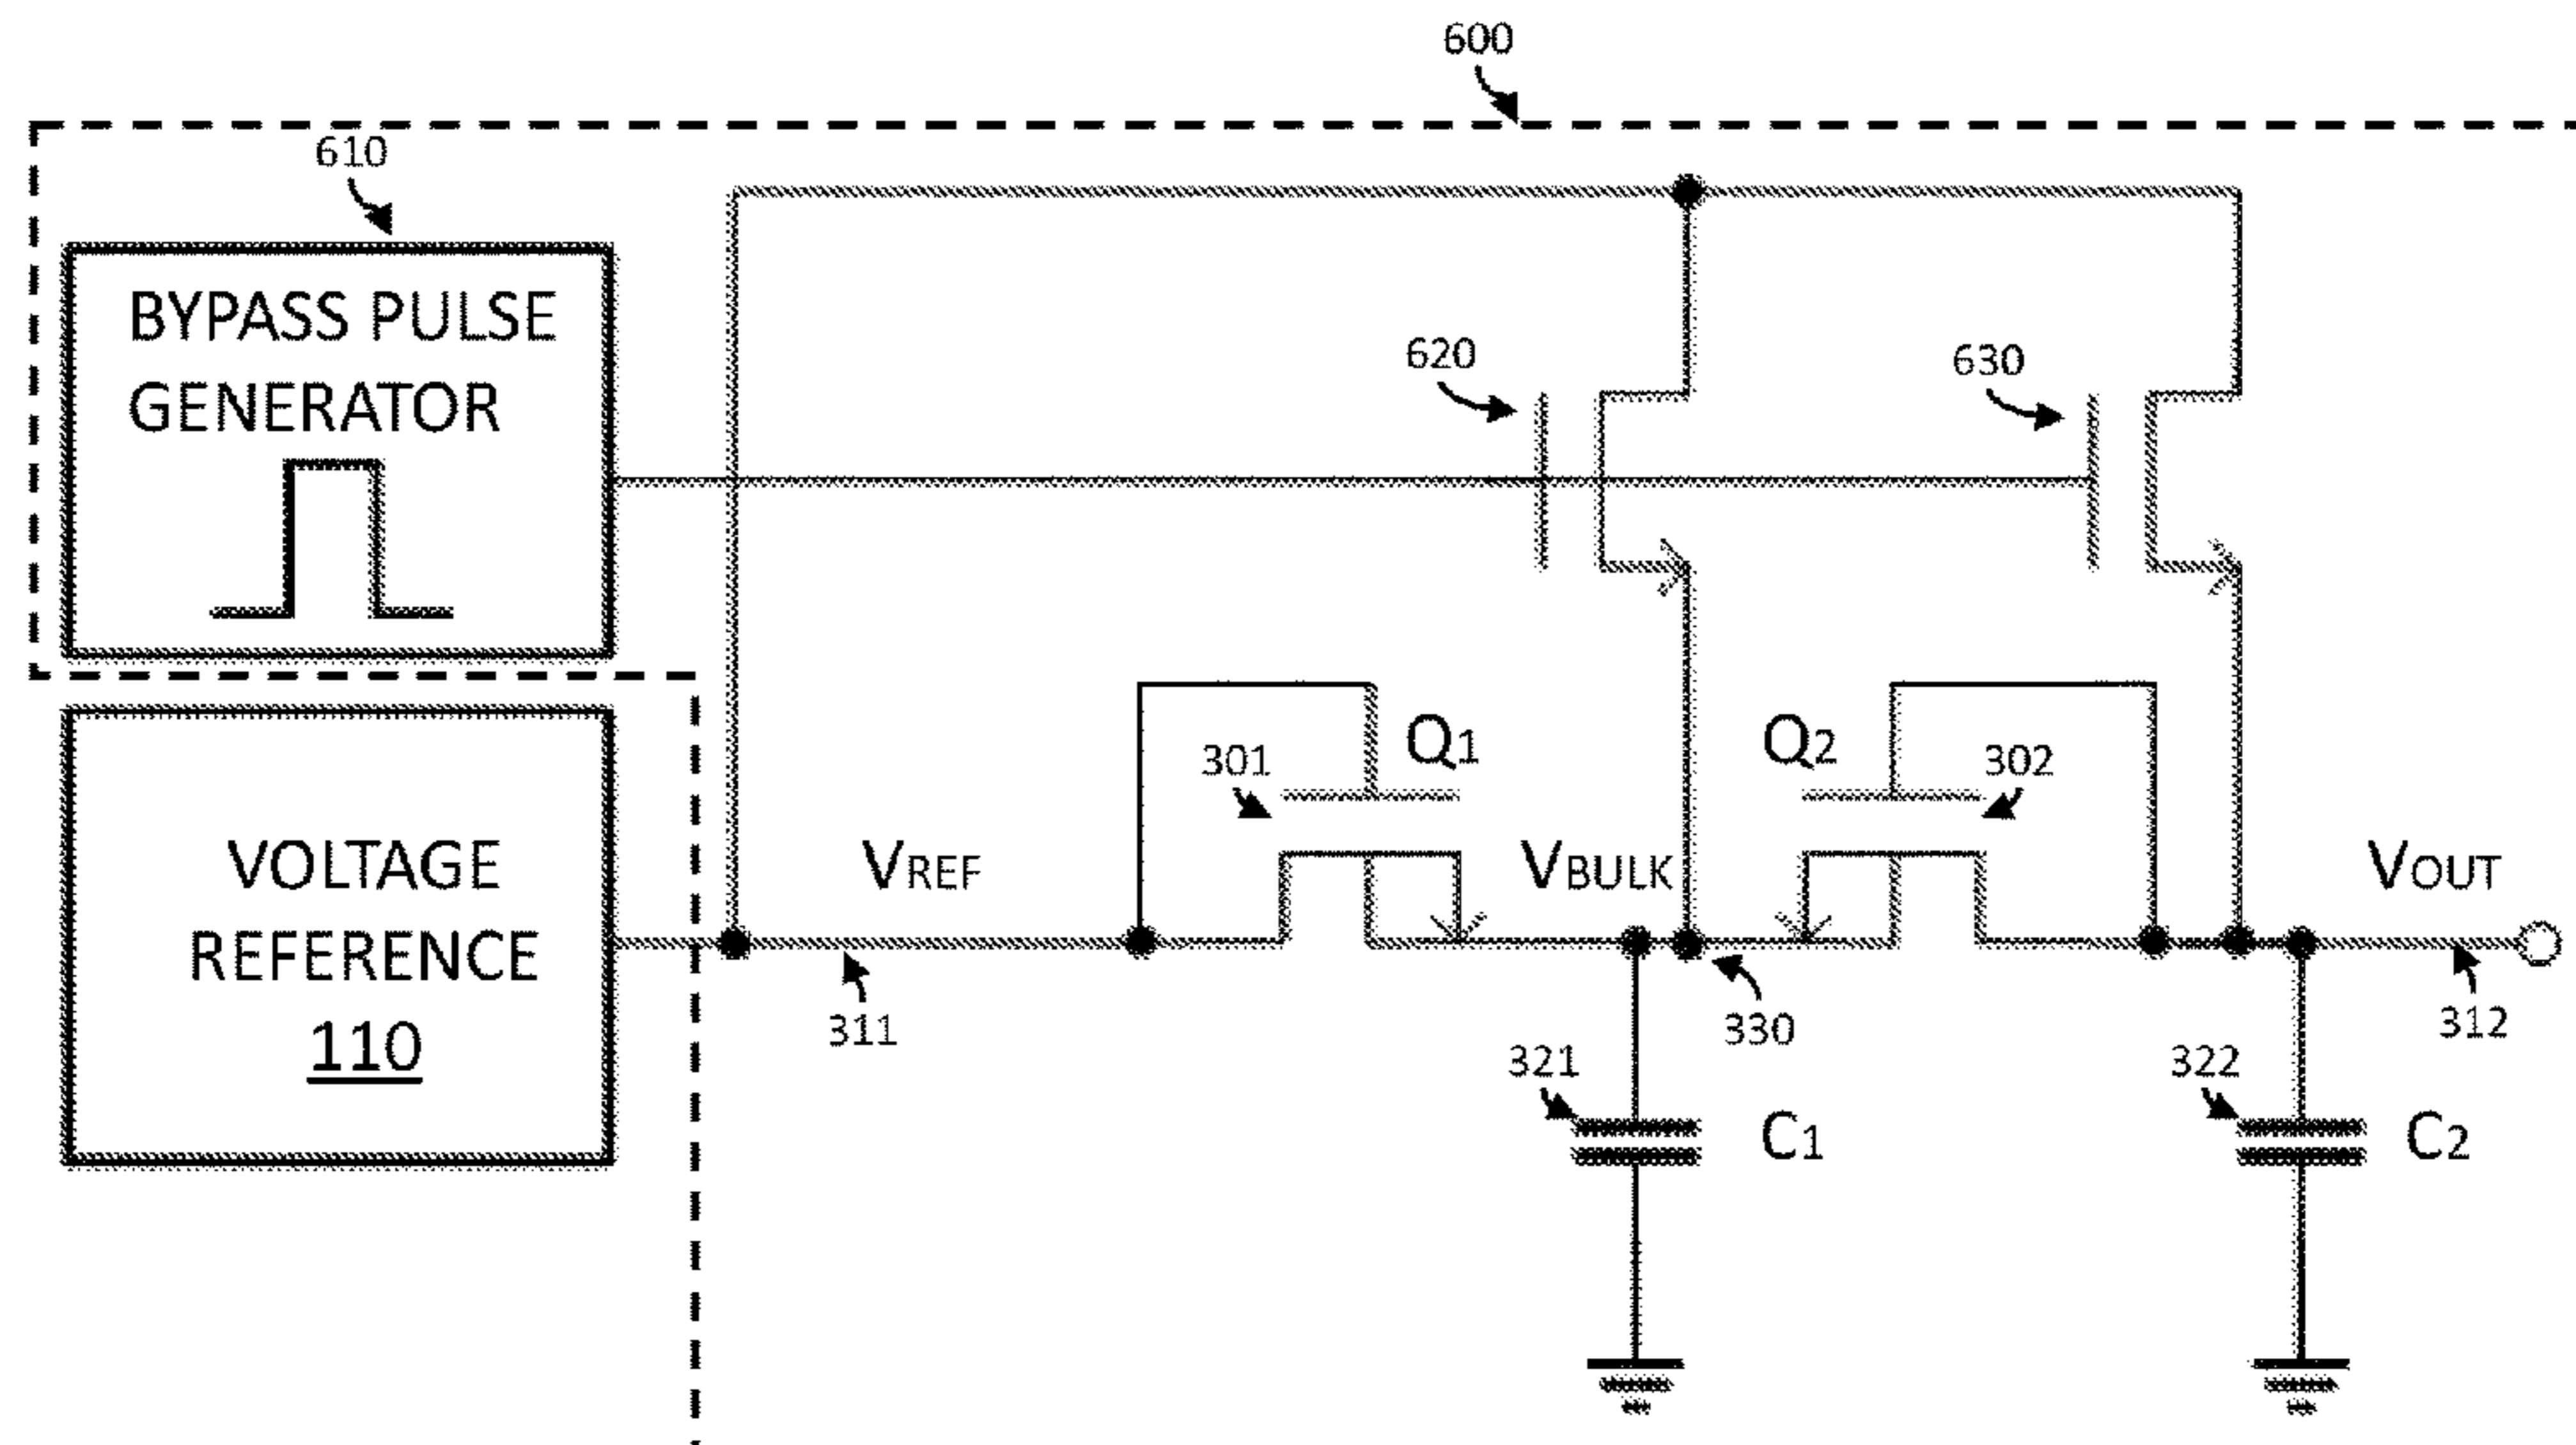 600
610
BYPASS PULSE
GENERATOR
620
630
Q1
Q2
301
302
VREF
VBULK
VOUT
VOLTAGE
REFERENCE
110
311
330
312
321
322
C1
C2